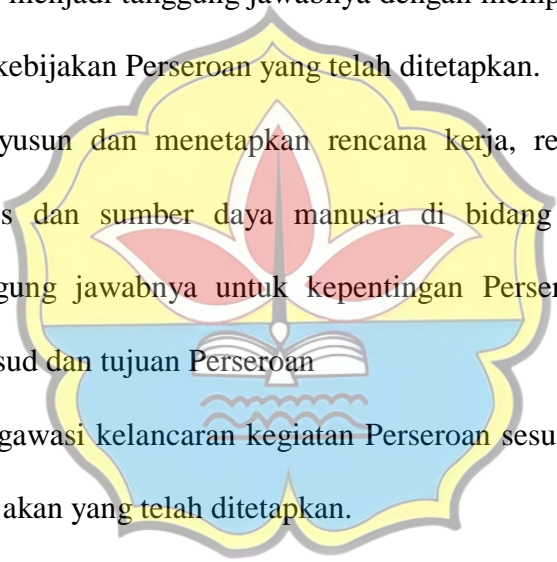 menjadi tanggung jawabnya dengan memp
kebijakan Perseroan yang telah ditetapkan.
yusun dan menetapkan rencana kerja, re
s dan sumber daya manusia di bidang
gung jawabnya untuk kepentingan Perser
sud dan tujuan Perseroan
gawasi kelancaran kegiatan Perseroan sesu
akan yang telah ditetapkan.